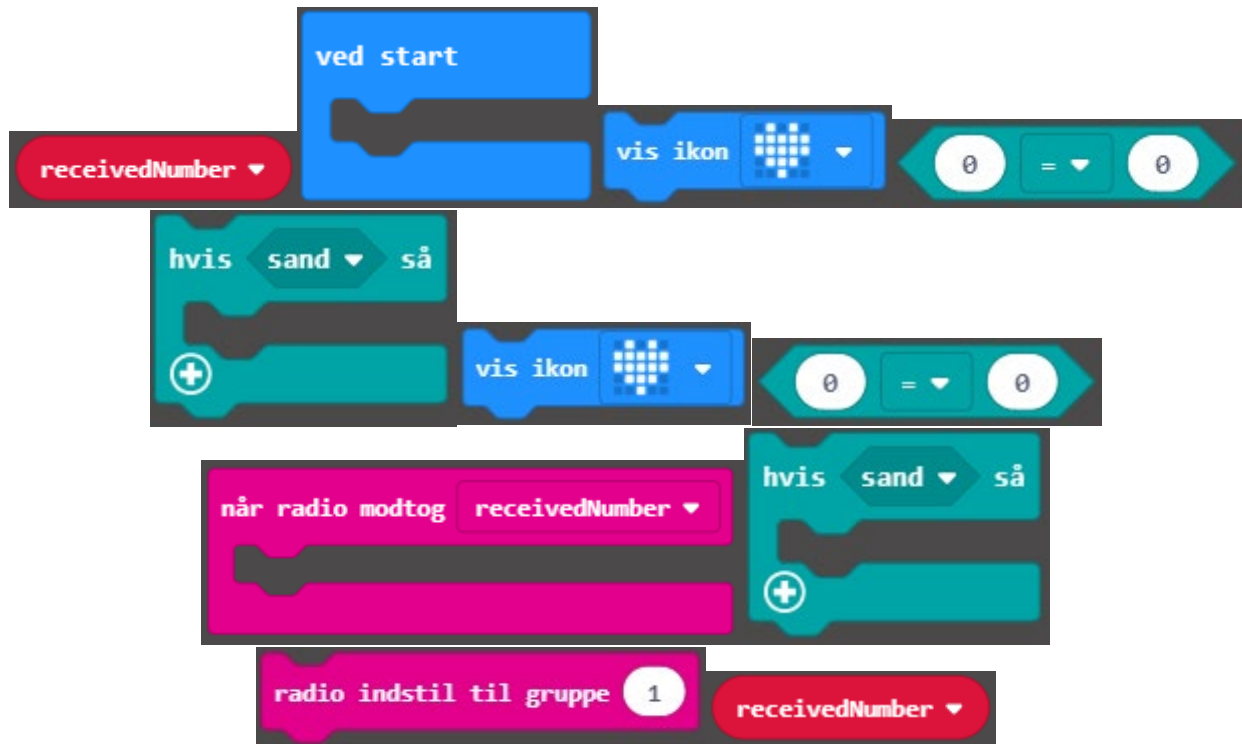 ved start
receivedNumber
vis ikon
0 = 0
hvis sand så
vis ikon
0 = 0
når radio modtog receivedNumber
hvis sand så
radio indstil til gruppe 1
receivedNumber